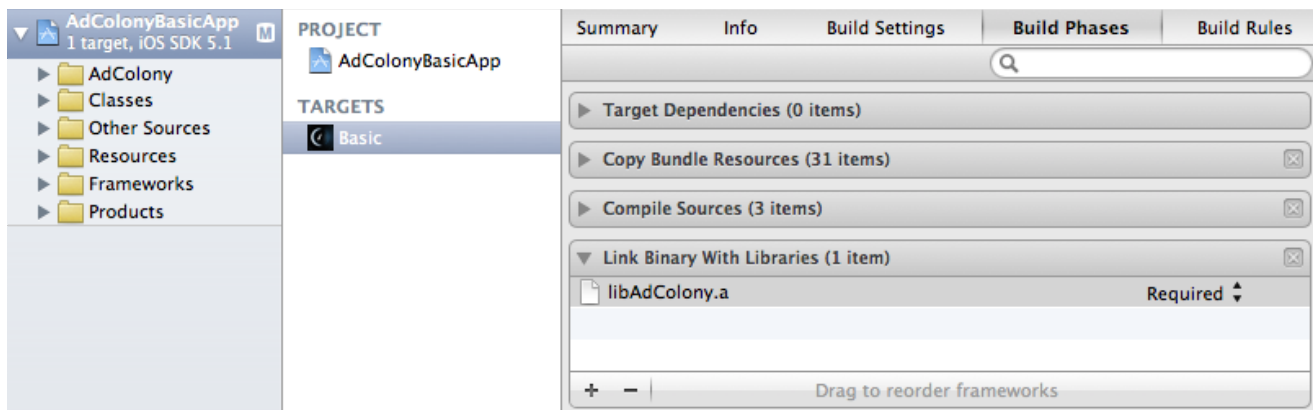 AdColonyBasicApp
1 target, iOS SDK 5.1
M
AdColony
Classes
Other Sources
Resources
Frameworks
Products
PROJECT
AdColonyBasicApp
TARGETS
Basic
Summary Info Build Settings Build Phases Build Rules
Target Dependencies (0 items)
Copy Bundle Resources (31 items)
Compile Sources (3 items)
Link Binary With Libraries (1 item)
libAdColony.a Required
+ − Drag to reorder frameworks